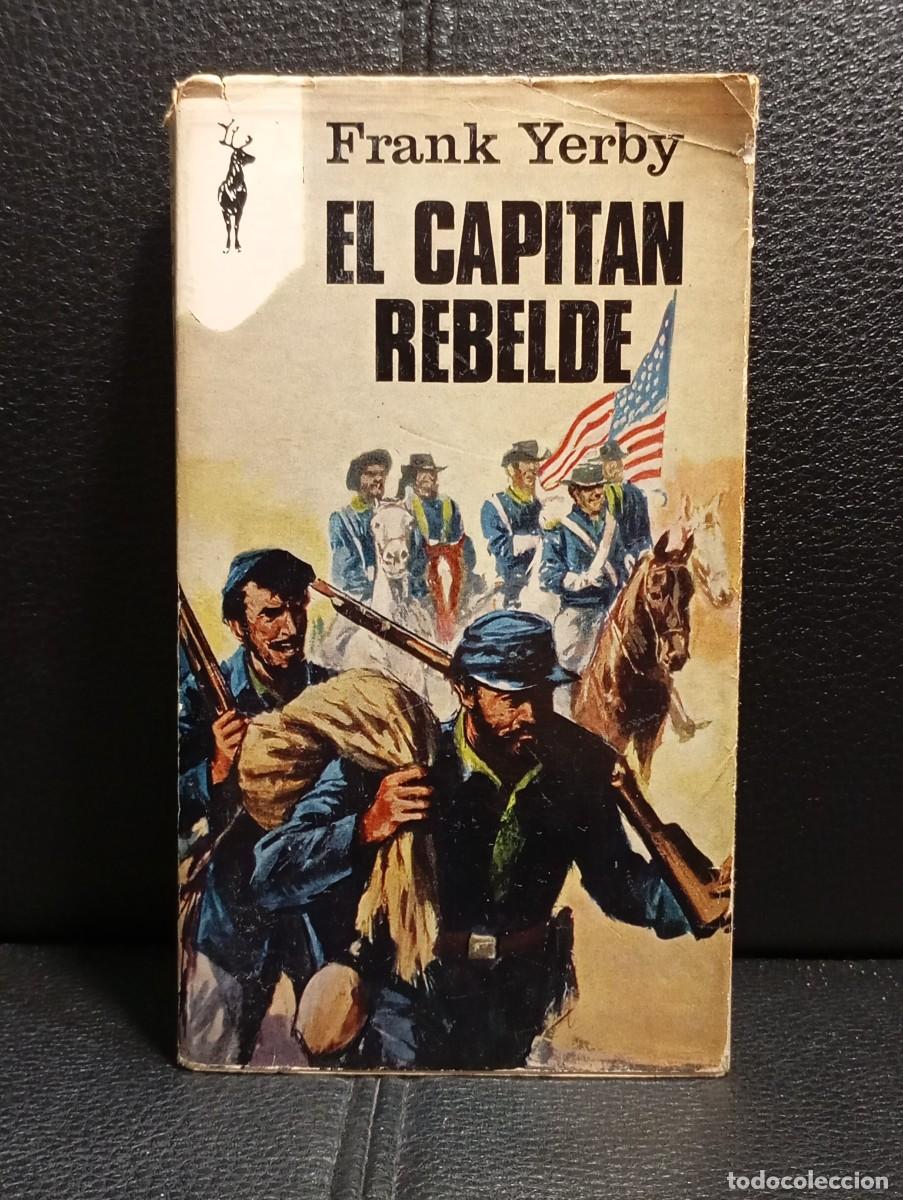 Frank Yerby
EL CAPITAN
REBELDE
todocoleccion